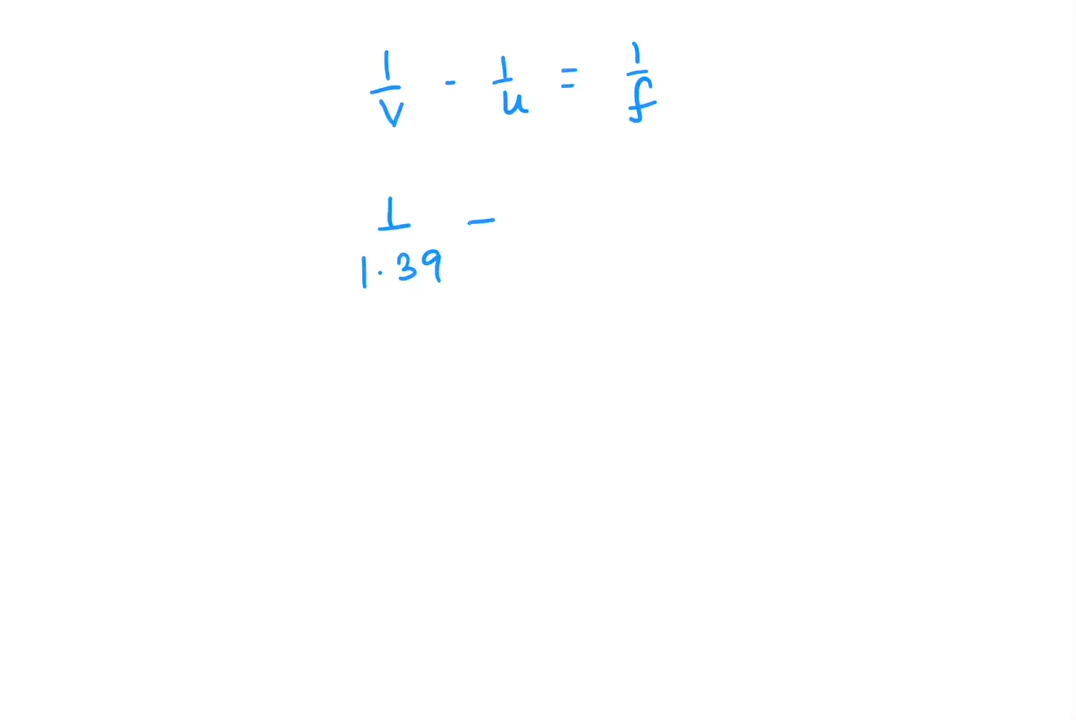 1/v - 1/u = 1/f
1/1.39 -